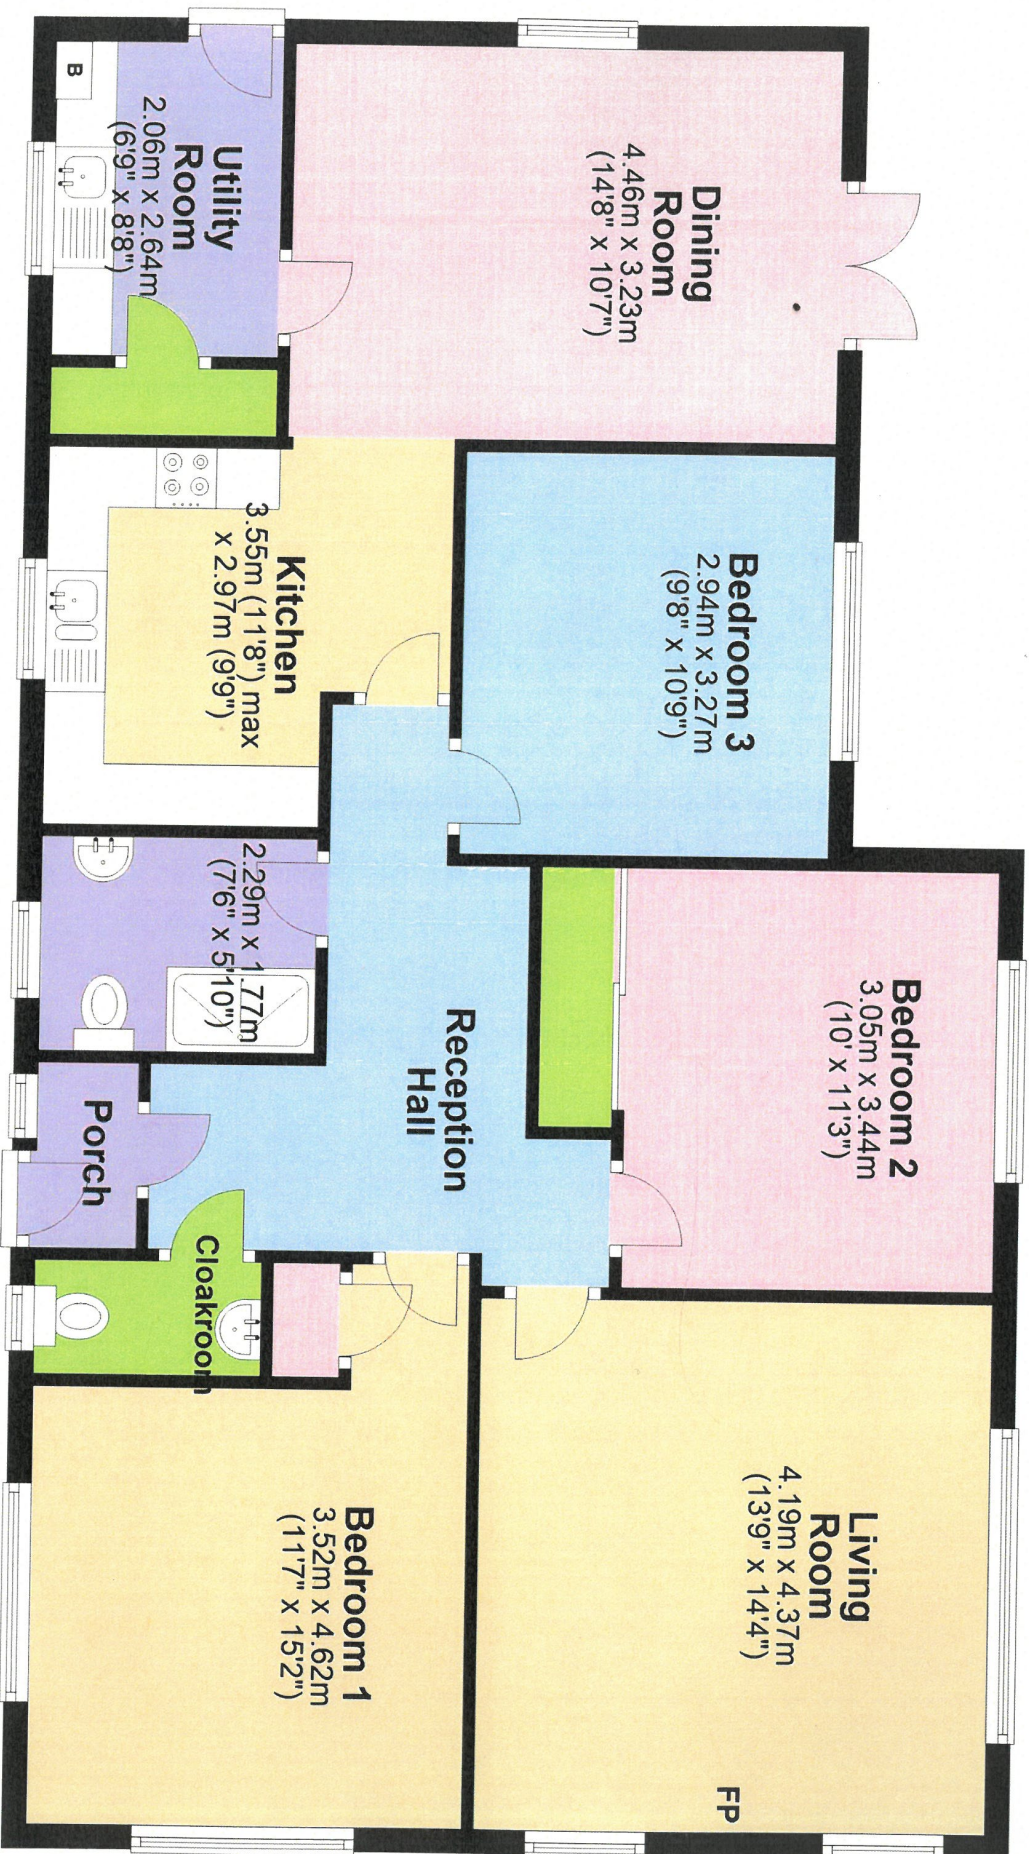 Dining
Room
4.46m x 3.23m
(14'8" x 10'7")
Bedroom 3
2.94m x 3.27m
(9'8" x 10'9")
Bedroom 2
3.05m x 3.44m
(10' x 11'3")
Living
Room
4.19m x 4.37m
(13'9" x 14'4")
FP
Utility
Room
2.06m x 2.64m
(6'9" x 8'8")
B
Kitchen
3.55m (11'8") max
x 2.97m (9'9")
2.29m x 1.77m
(7'6" x 5'10")
Reception
Hall
Porch
Cloakroom
Bedroom 1
3.52m x 4.62m
(11'7" x 15'2")